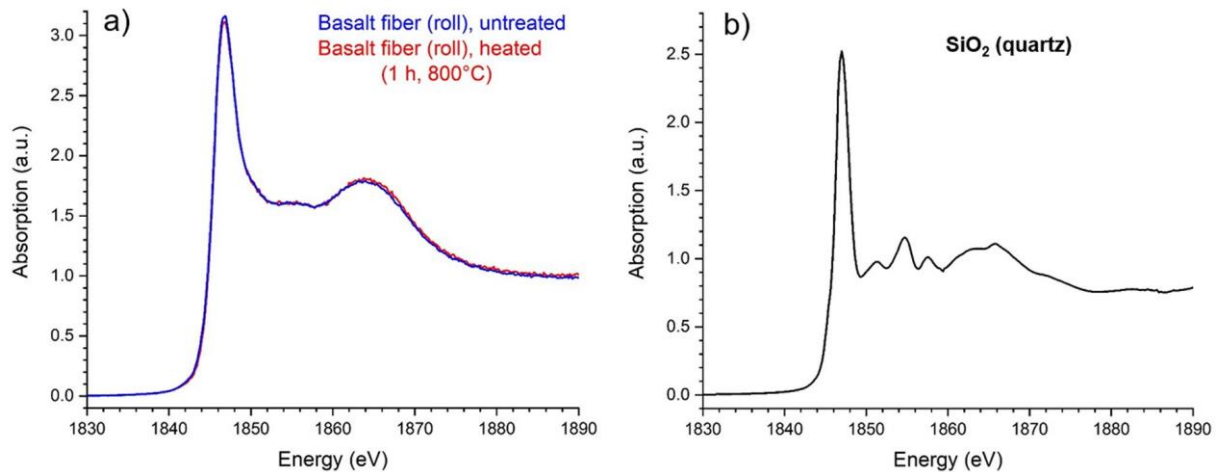 a)
Basalt fiber (roll), untreated
Basalt fiber (roll), heated
(1 h, 800°C)
Absorption (a.u.)
3.0
2.5
2.0
1.5
1.0
0.5
0.0
1830 1840 1850 1860 1870 1880 1890
Energy (eV)
b)
SiO₂ (quartz)
Absorption (a.u.)
2.5
2.0
1.5
1.0
0.5
0.0
1830 1840 1850 1860 1870 1880 1890
Energy (eV)